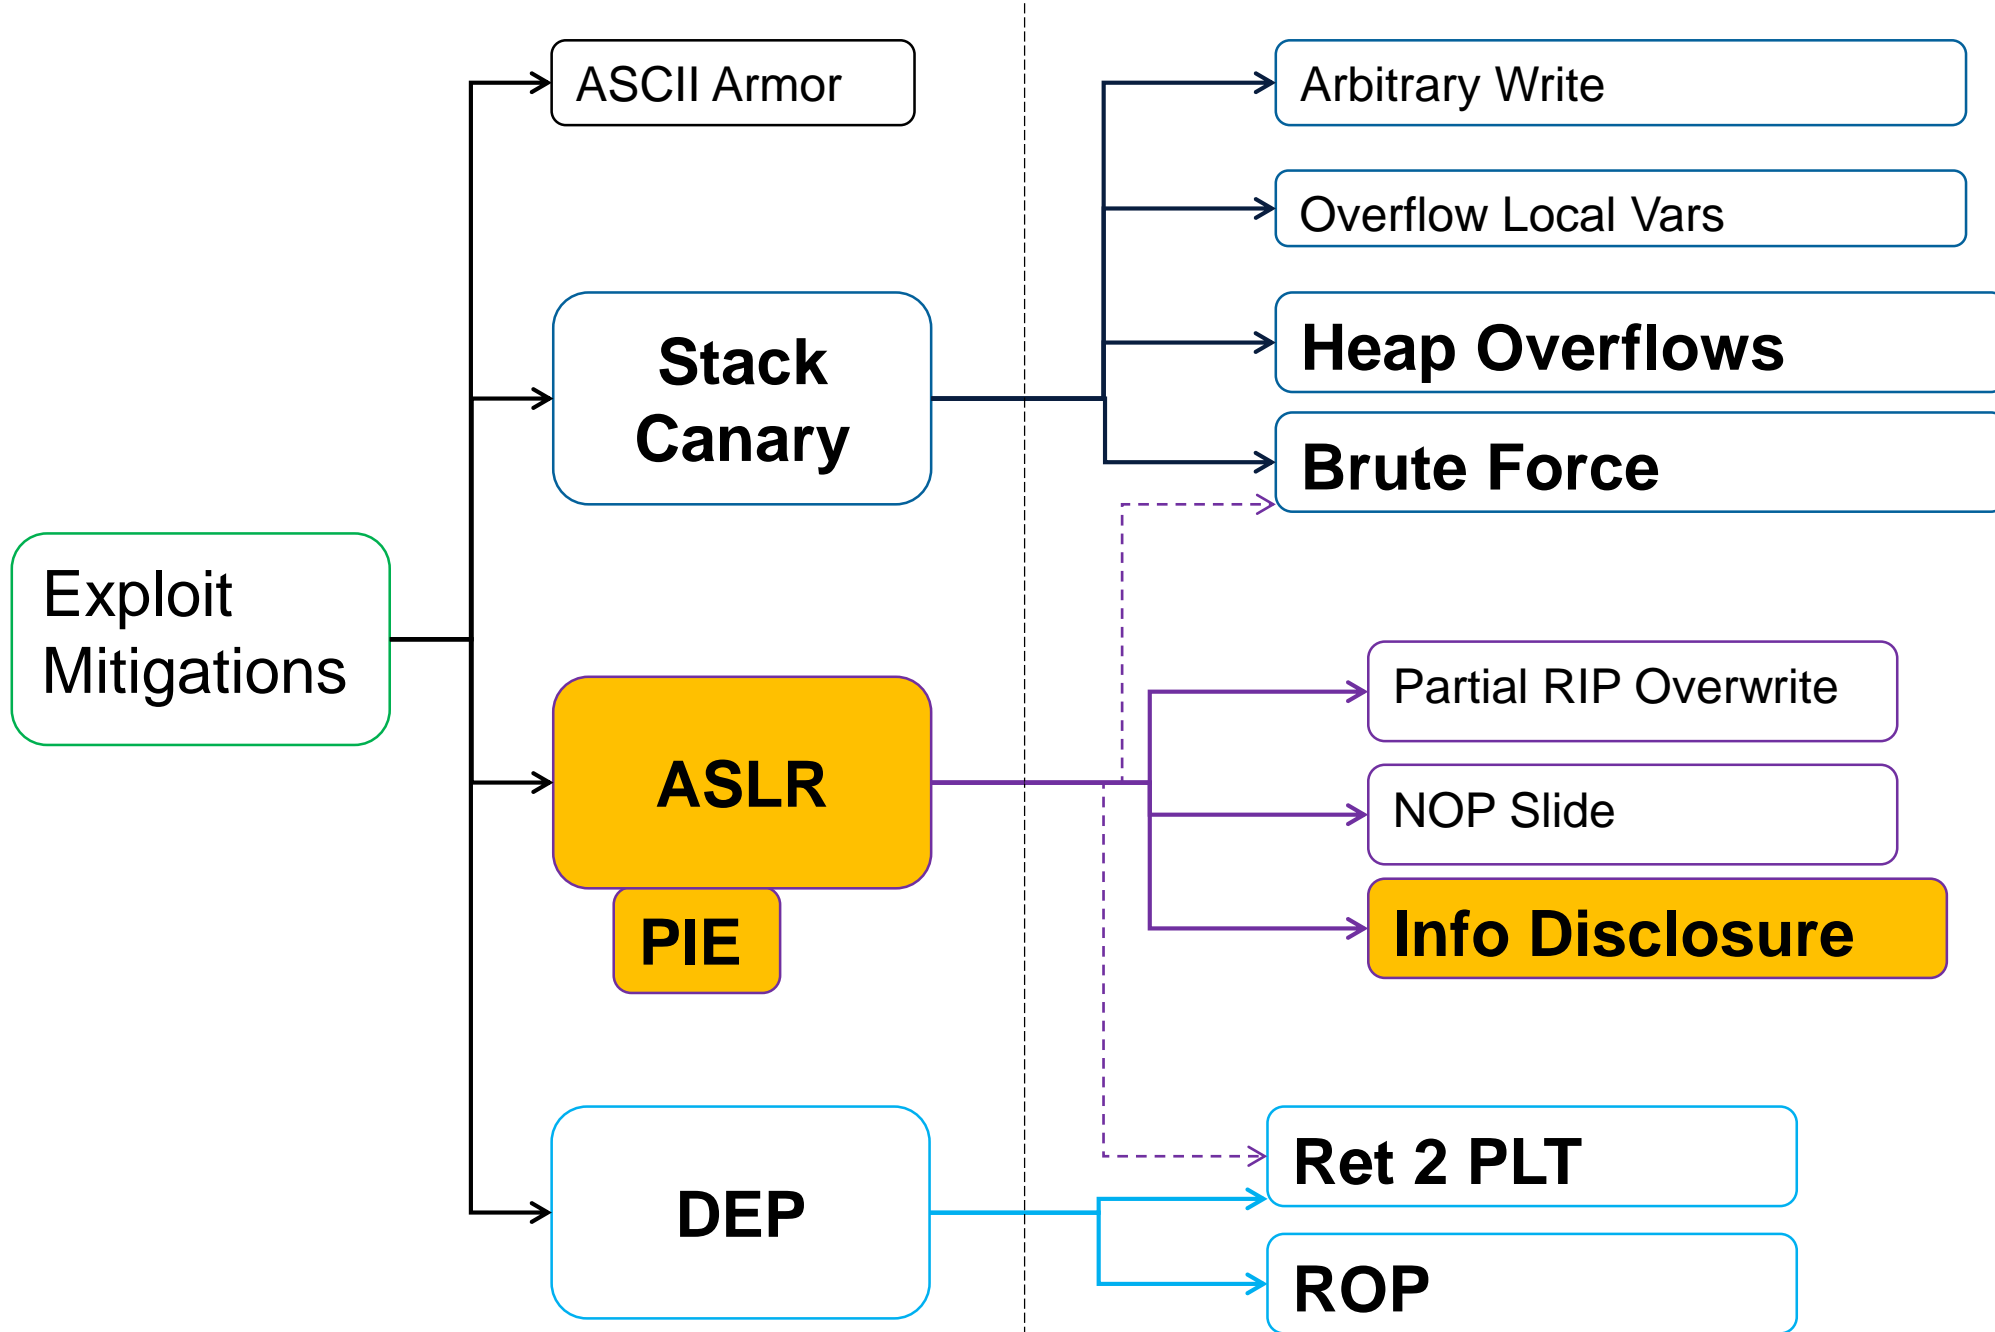 ASCII Armor
Arbitrary Write
Overflow Local Vars
Stack
Canary
Heap Overflows
Brute Force
Exploit
Mitigations
Partial RIP Overwrite
ASLR
NOP Slide
PIE
Info Disclosure
Ret 2 PLT
DEP
ROP